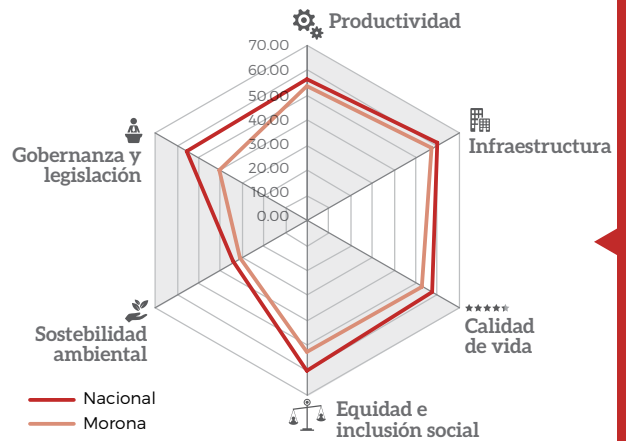 Productividad
70.00
60.00
50.00
40.00
30.00
20.00
10.00
0.00
Infraestructura
Gobernanza y
legislación
Sostebilidad
ambiental
Calidad
de vida
Equidad e
inclusión social
Nacional
Morona